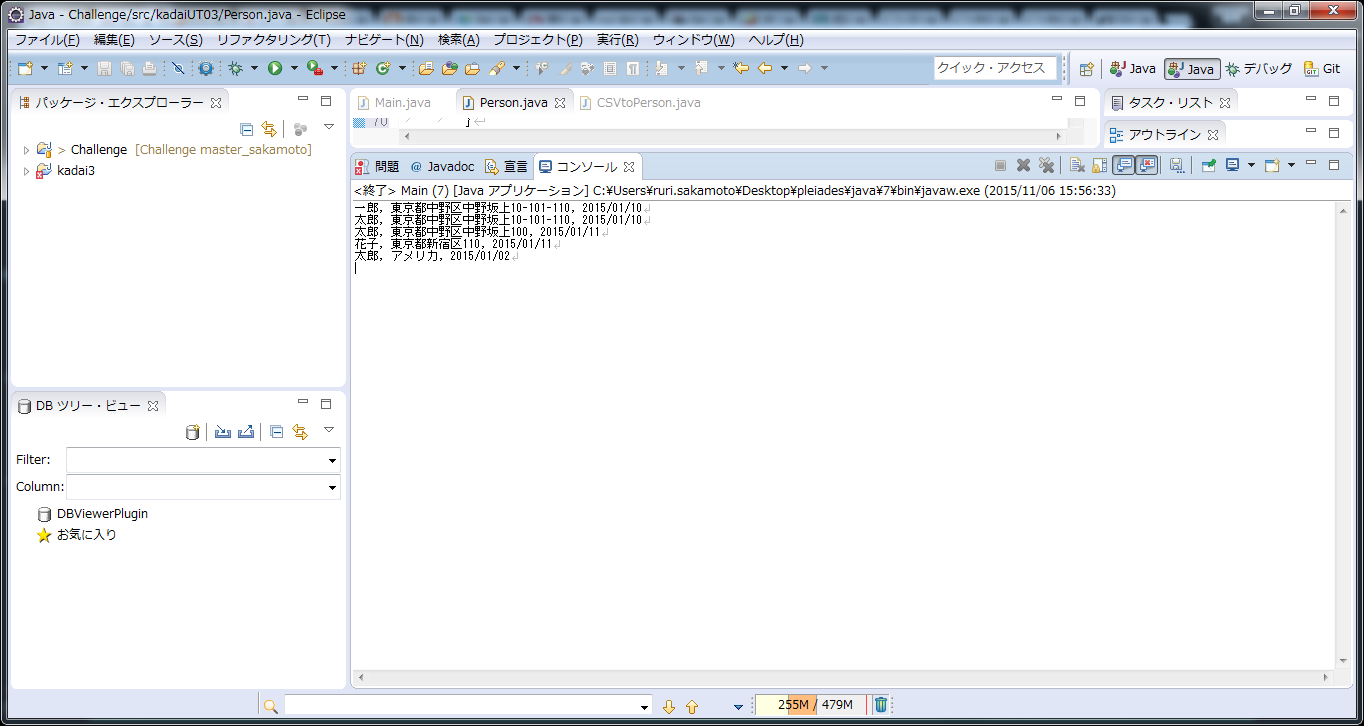 Java - Challenge/src/kadaiUT03/Person.java - Eclipse
ファイル(F) 編集(E) ソース(S) リファクタリング(T) ナビゲート(N) 検索(A) プロジェクト(P) 実行(R) ウィンドウ(W) ヘルプ(H)
クイック・アクセス Java Java デバッグ Git
パッケージ・エクスプローラー
> Challenge [Challenge master_sakamoto]
kadai3
DB ツリー・ビュー
Filter:
Column:
DBViewerPlugin
お気に入り
Main.java Person.java CSVtoPerson.java
70 }
タスク・リスト
アウトライン
問題 @ Javadoc 宣言 コンソール
<終了> Main (7) [Java アプリケーション] C:¥Users¥ruri.sakamoto¥Desktop¥pleiades¥java¥7¥bin¥javaw.exe (2015/11/06 15:56:33)
一郎, 東京都中野区中野坂上10-101-110, 2015/01/10
太郎, 東京都中野区中野坂上10-101-110, 2015/01/10
太郎, 東京都中野区中野坂上100, 2015/01/11
花子, 東京都新宿区110, 2015/01/11
太郎, アメリカ, 2015/01/02
255M / 479M